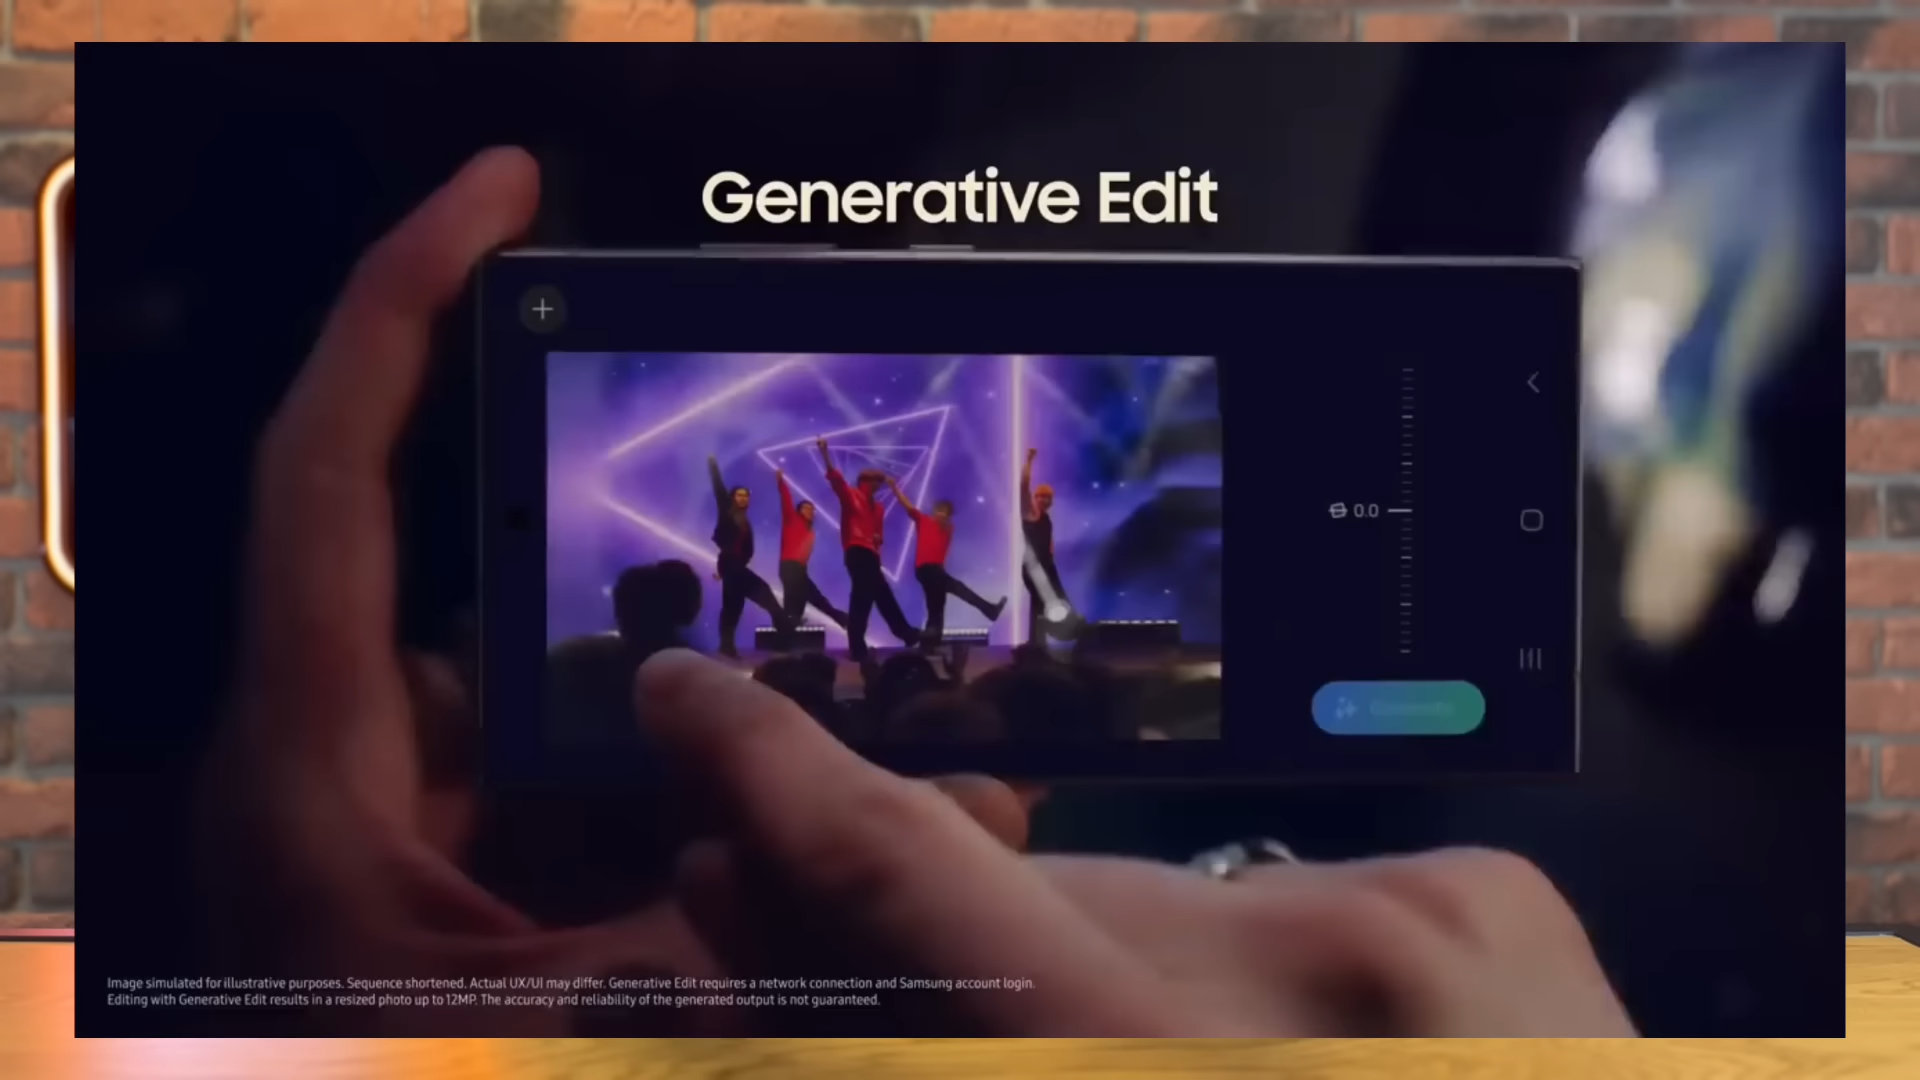 Generative Edit
0.0
Image simulated for illustrative purposes. Sequence shortened. Actual UX/UI may differ. Generative Edit requires a network connection and Samsung account login.
Editing with Generative Edit results in a resized photo up to 12MP. The accuracy and reliability of the generated output is not guaranteed.